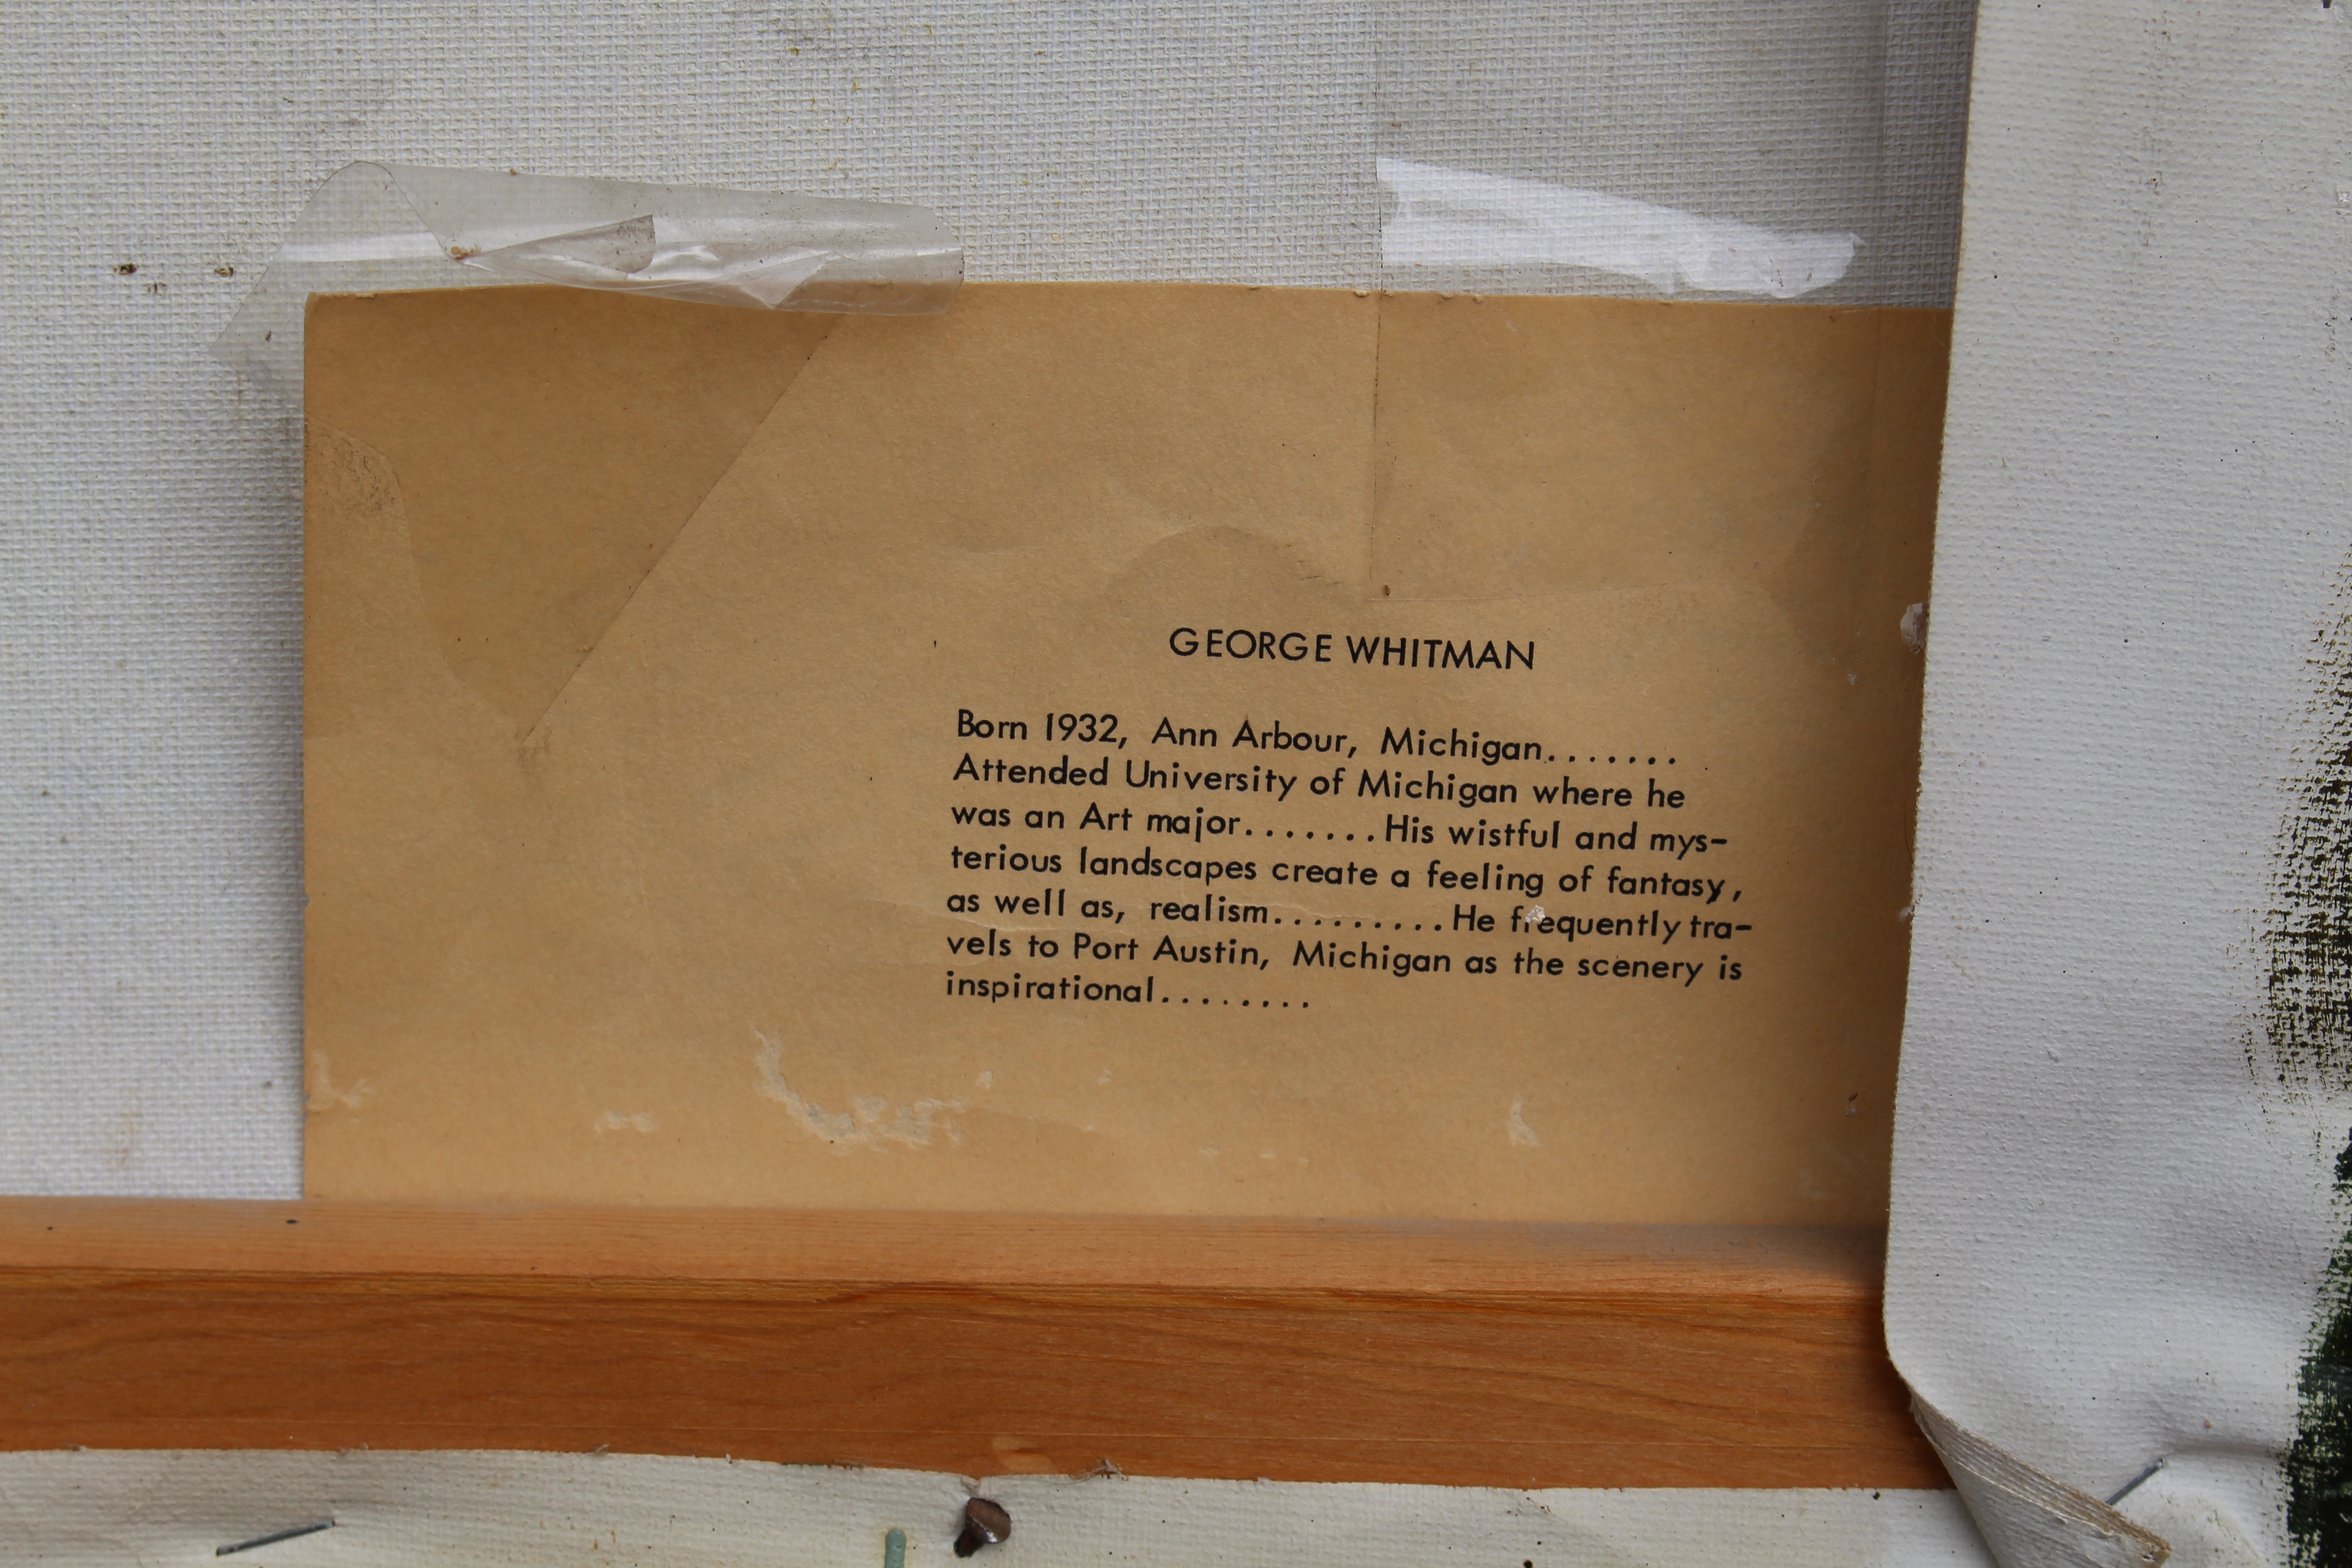 GEORGE WHITMAN
Born 1932, Ann Arbour, Michigan.......
Attended University of Michigan where he
was an Art major.......His wistful and mys-
terious landscapes create a feeling of fantasy,
as well as, realism.........He frequently tra-
vels to Port Austin, Michigan as the scenery is
inspirational........